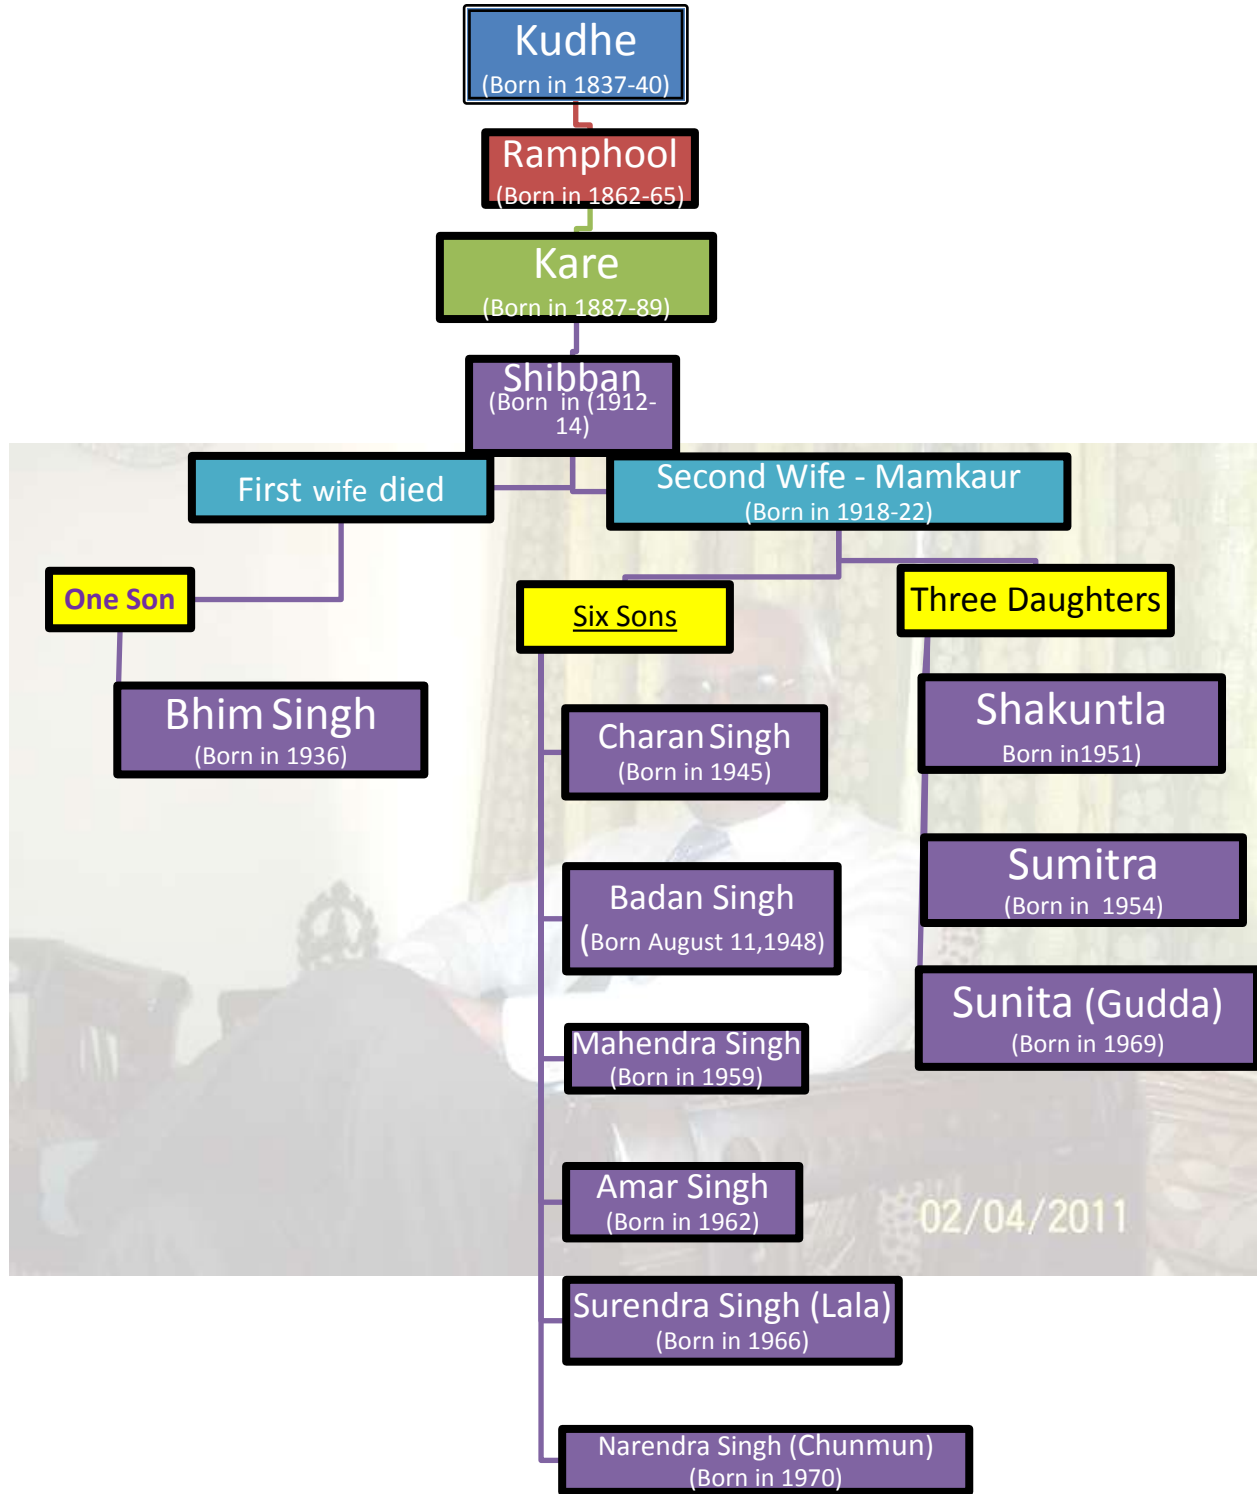 Kudhe
(Born in 1837-40)
Ramphool
(Born in 1862-65)
Kare
(Born in 1887-89)
Shibban
(Born in (1912-
14)
First wife died
Second Wife - Mamkaur
(Born in 1918-22)
One Son
Bhim Singh
(Born in 1936)
Six Sons
Charan Singh
(Born in 1945)
Badan Singh
(Born August 11,1948)
Mahendra Singh
(Born in 1959)
Amar Singh
(Born in 1962)
Surendra Singh (Lala)
(Born in 1966)
Narendra Singh (Chunmun)
(Born in 1970)
Three Daughters
Shakuntla
Born in1951)
Sumitra
(Born in 1954)
Sunita (Gudda)
(Born in 1969)
02/04/2011